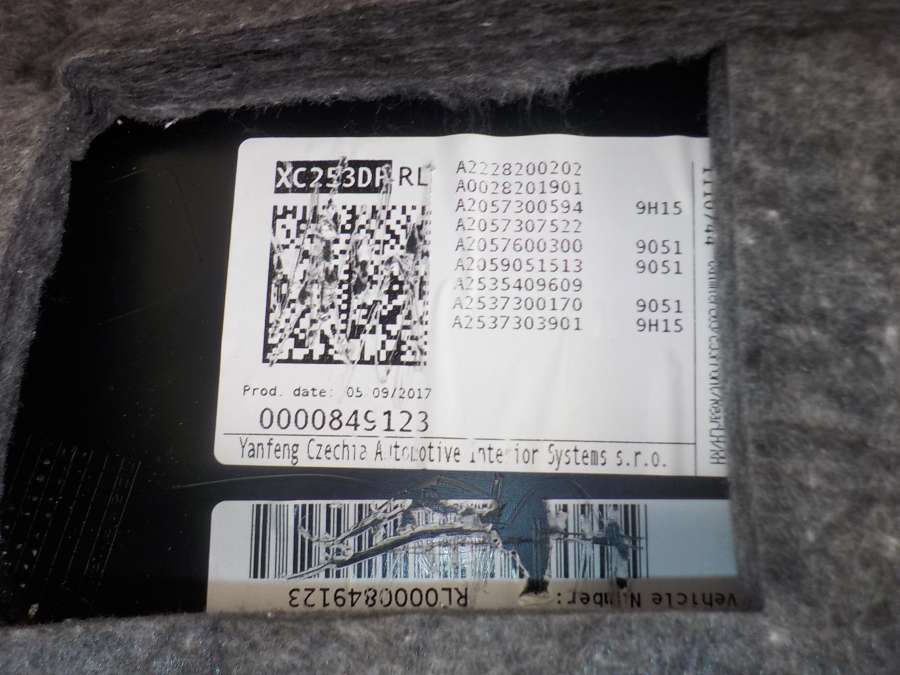 XC253DP-RL
A2228200202
A0028201901
A2057300594 9H15
A2057307522
A2057600300 9051
A2059051513 9051
A2535409609
A2537300170 9051
A2537303901 9H15
Prod. date: 05 09/2017
0000849123
Yanfeng Czechia Automotive Interior Systems s.r.o.
Vehicle Number: RL0000849123